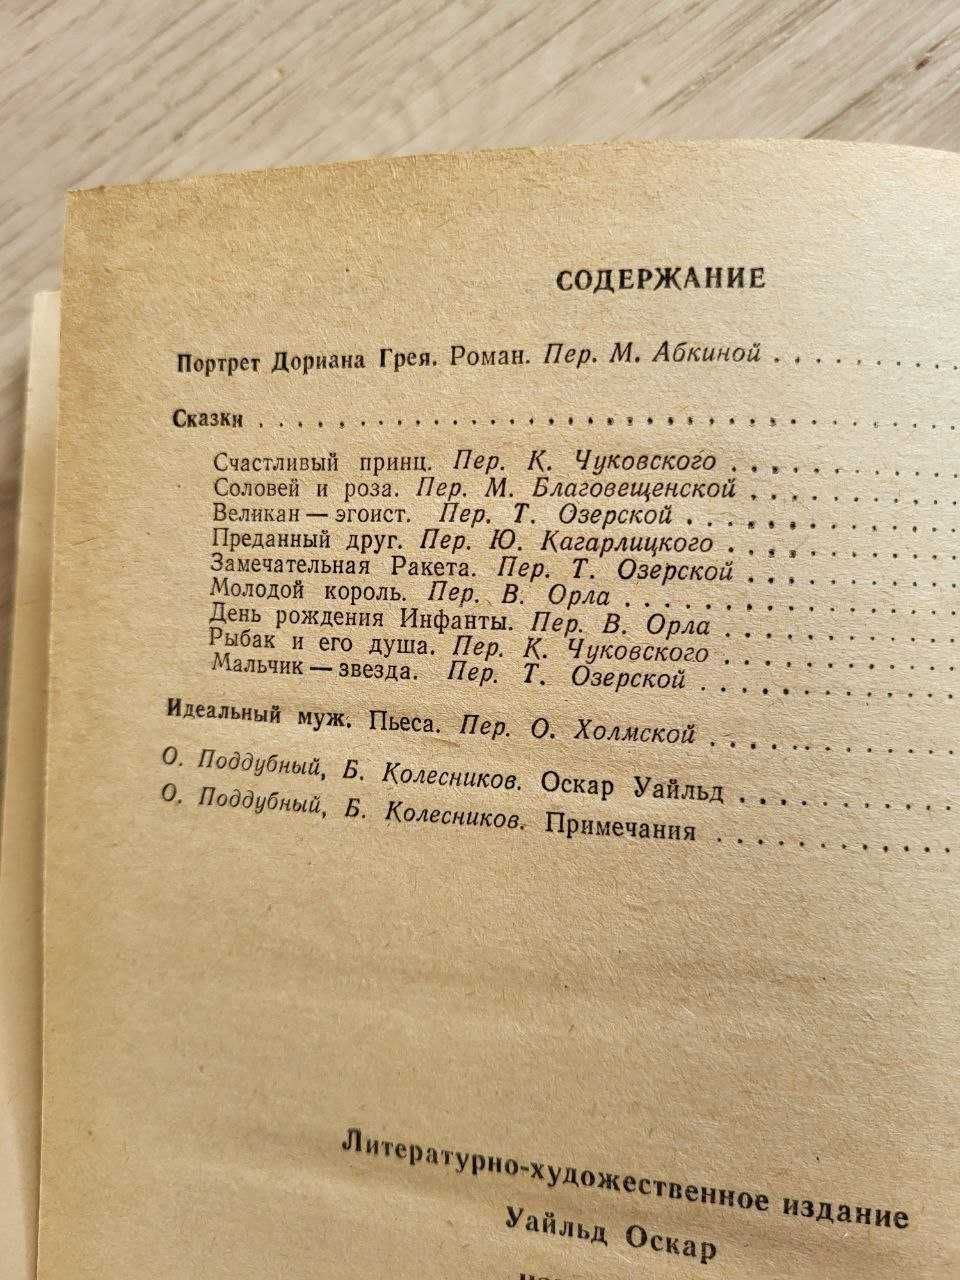 СОДЕРЖАНИЕ
Портрет Дориана Грея. Роман. Пер. М. Абкиной . . . . . . . . .
Сказки . . . . . . . . . . . . . . . . . . . . . . . . . . .
Счастливый принц. Пер. К. Чуковского . . . . . . . . . . .
Соловей и роза. Пер. М. Благовещенской . . . . . . . . . .
Великан — эгоист. Пер. Т. Озерской . . . . . . . . . . . . .
Преданный друг. Пер. Ю. Кагарлицкого . . . . . . . . . . .
Замечательная Ракета. Пер. Т. Озерской . . . . . . . . . .
Молодой король. Пер. В. Орла . . . . . . . . . . . . . . . .
День рождения Инфанты. Пер. В. Орла . . . . . . . . . . .
Рыбак и его душа. Пер. К. Чуковского . . . . . . . . . . .
Мальчик — звезда. Пер. Т. Озерской . . . . . . . . . . . .
Идеальный муж. Пьеса. Пер. О. Холмской . . . . . . . . . . .
О. Поддубный, Б. Колесников. Оскар Уайльд . . . . . . . . . .
О. Поддубный, Б. Колесников. Примечания . . . . . . . . . . .
Литературно-художественное издание
Уайльд Оскар